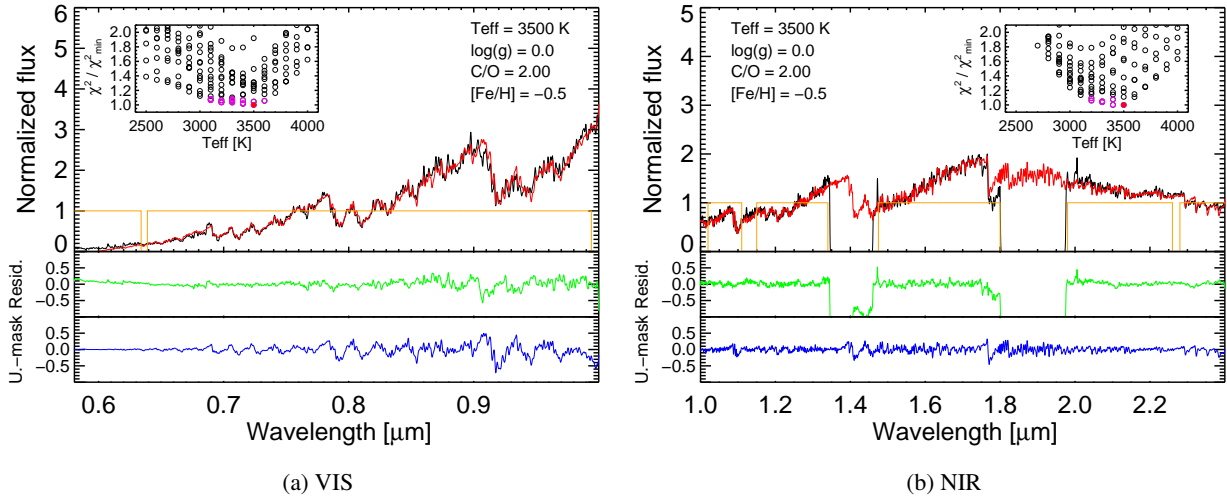 Normalized flux
6
5
4
3
2
1
0
χ² / χ²min
2.0
1.8
1.6
1.4
1.2
1.0
2500 3000 3500 4000
Teff [K]
Teff = 3500 K
log(g) = 0.0
C/O = 2.00
[Fe/H] = −0.5
Resid.
0.5
0.0
−0.5
U.−mask
0.5
0.0
−0.5
0.6 0.7 0.8 0.9
Wavelength [μm]
(a) VIS
Normalized flux
5
4
3
2
1
0
Teff = 3500 K
log(g) = 0.0
C/O = 2.00
[Fe/H] = −0.5
χ² / χ²min
2.0
1.8
1.6
1.4
1.2
1.0
2500 3000 3500 4000
Teff [K]
Resid.
0.5
0.0
−0.5
U.−mask
0.5
0.0
−0.5
1.0 1.2 1.4 1.6 1.8 2.0 2.2
Wavelength [μm]
(b) NIR